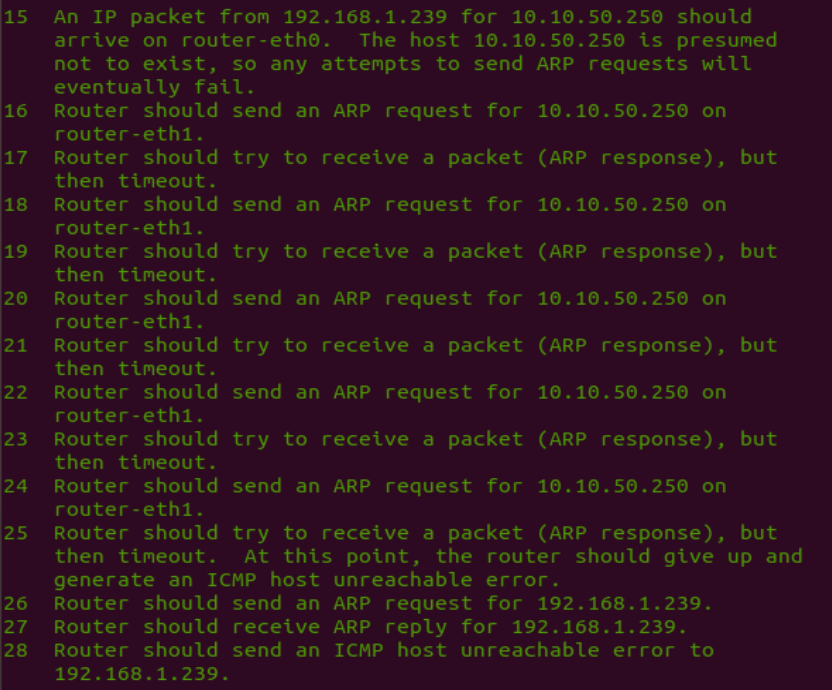 15  An IP packet from 192.168.1.239 for 10.10.50.250 should
    arrive on router-eth0.  The host 10.10.50.250 is presumed
    not to exist, so any attempts to send ARP requests will
    eventually fail.
16  Router should send an ARP request for 10.10.50.250 on
    router-eth1.
17  Router should try to receive a packet (ARP response), but
    then timeout.
18  Router should send an ARP request for 10.10.50.250 on
    router-eth1.
19  Router should try to receive a packet (ARP response), but
    then timeout.
20  Router should send an ARP request for 10.10.50.250 on
    router-eth1.
21  Router should try to receive a packet (ARP response), but
    then timeout.
22  Router should send an ARP request for 10.10.50.250 on
    router-eth1.
23  Router should try to receive a packet (ARP response), but
    then timeout.
24  Router should send an ARP request for 10.10.50.250 on
    router-eth1.
25  Router should try to receive a packet (ARP response), but
    then timeout.  At this point, the router should give up and
    generate an ICMP host unreachable error.
26  Router should send an ARP request for 192.168.1.239.
27  Router should receive ARP reply for 192.168.1.239.
28  Router should send an ICMP host unreachable error to
    192.168.1.239.